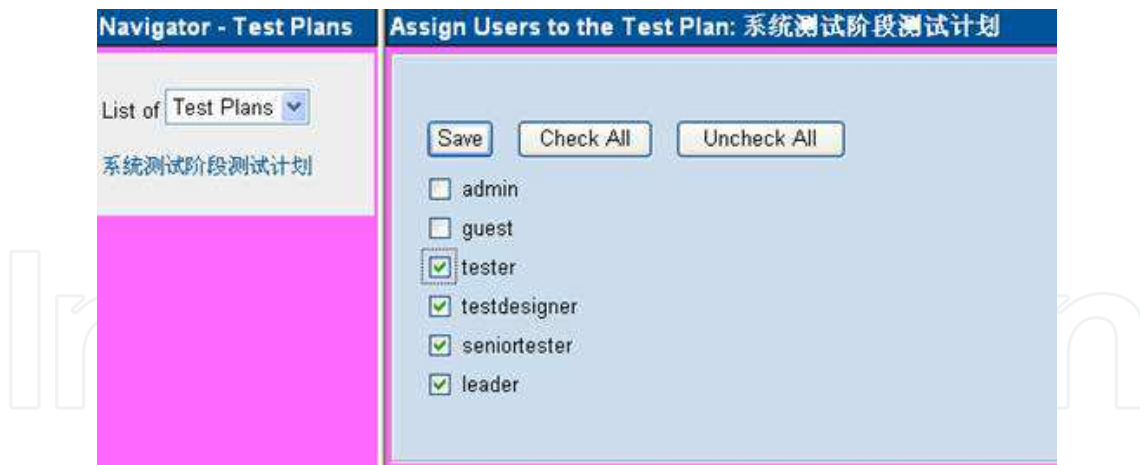 Navigator - Test Plans
List of Test Plans
系统测试阶段测试计划
Assign Users to the Test Plan: 系统测试阶段测试计划
Save Check All Uncheck All
admin
guest
tester
testdesigner
seniortester
leader